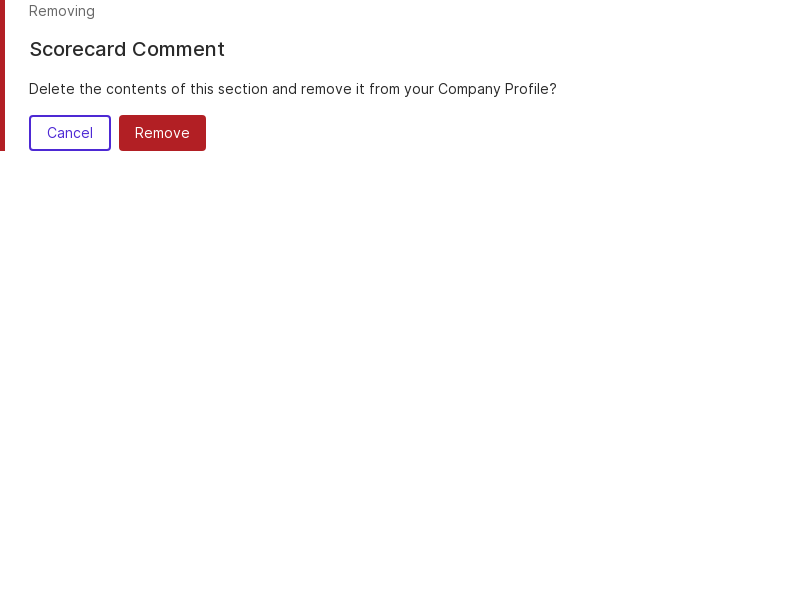 Removing
Scorecard Comment
Delete the contents of this section and remove it from your Company Profile?
Cancel Remove